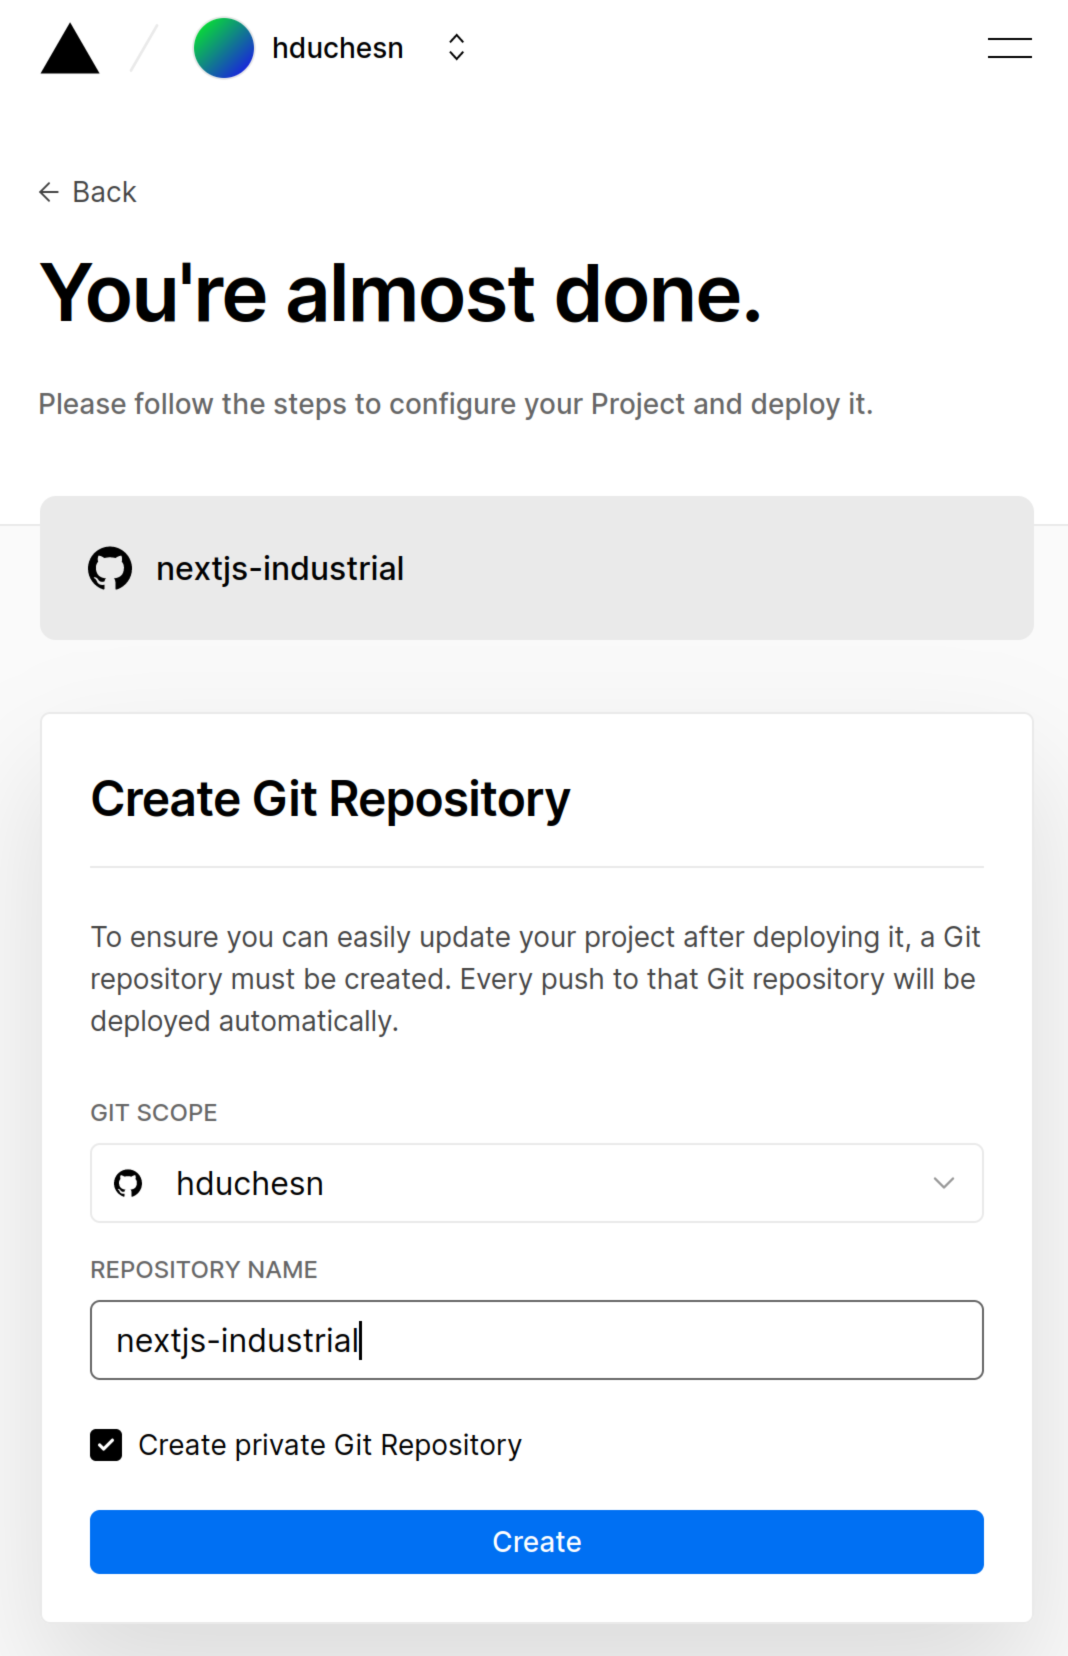 hduchesn
Back
You're almost done.
Please follow the steps to configure your Project and deploy it.
nextjs-industrial
Create Git Repository
To ensure you can easily update your project after deploying it, a Git
repository must be created. Every push to that Git repository will be
deployed automatically.
GIT SCOPE
hduchesn
REPOSITORY NAME
nextjs-industrial
Create private Git Repository
Create